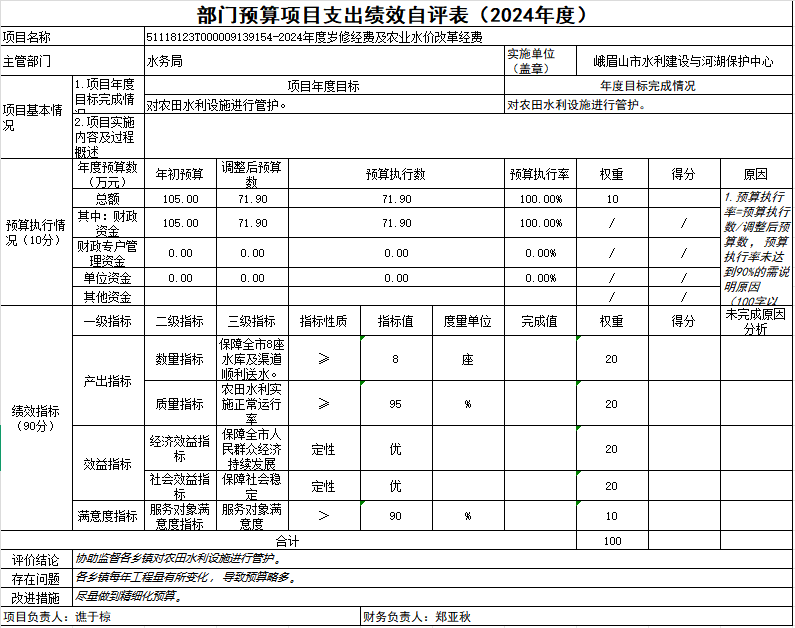 部门预算项目支出绩效自评表（2024年度）
项目名称 51118123T000009139154-2024年度岁修经费及农业水价改革经费
主管部门 水务局 实施单位（盖章） 峨眉山市水利建设与河湖保护中心
项目基本情况 1.项目年度目标完成情况 项目年度目标 年度目标完成情况
对农田水利设施进行管护。 对农田水利设施进行管护。
2.项目实施内容及过程概述
预算执行情况（10分） 年度预算数（万元） 年初预算 调整后预算数 预算执行数 预算执行率 权重 得分 原因
总额 105.00 71.90 71.90 100.00% 10
其中：财政资金 105.00 71.90 71.90 100.00% / /
财政专户管理资金 0.00 0.00 0.00 0.00% / /
单位资金 0.00 0.00 0.00 0.00% / /
其他资金 / /
1.预算执行率=预算执行数/调整后预算数，预算执行率未达到90%的需说明原因（100字以
绩效指标（90分） 一级指标 二级指标 三级指标 指标性质 指标值 度量单位 完成值 权重 得分 未完成原因分析
产出指标 数量指标 保障全市8座水库及渠道顺利送水。 ≥ 8 座 20
质量指标 农田水利实施正常运行率 ≥ 95 % 20
效益指标 经济效益指标 保障全市人民群众经济持续发展 定性 优 20
社会效益指标 保障社会稳定 定性 优 20
满意度指标 服务对象满意度指标 服务对象满意度 ＞ 90 % 10
合计 100
评价结论 协助监督各乡镇对农田水利设施进行管护。
存在问题 各乡镇每年工程量有所变化，导致预算略多。
改进措施 尽量做到精细化预算。
项目负责人：谯于椋 财务负责人：郑亚秋